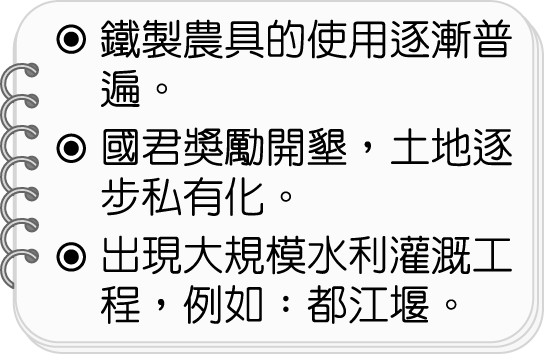 ◉ 鐵製農具的使用逐漸普
遍。
◉ 國君獎勵開墾，土地逐
步私有化。
◉ 出現大規模水利灌溉工
程，例如：都江堰。